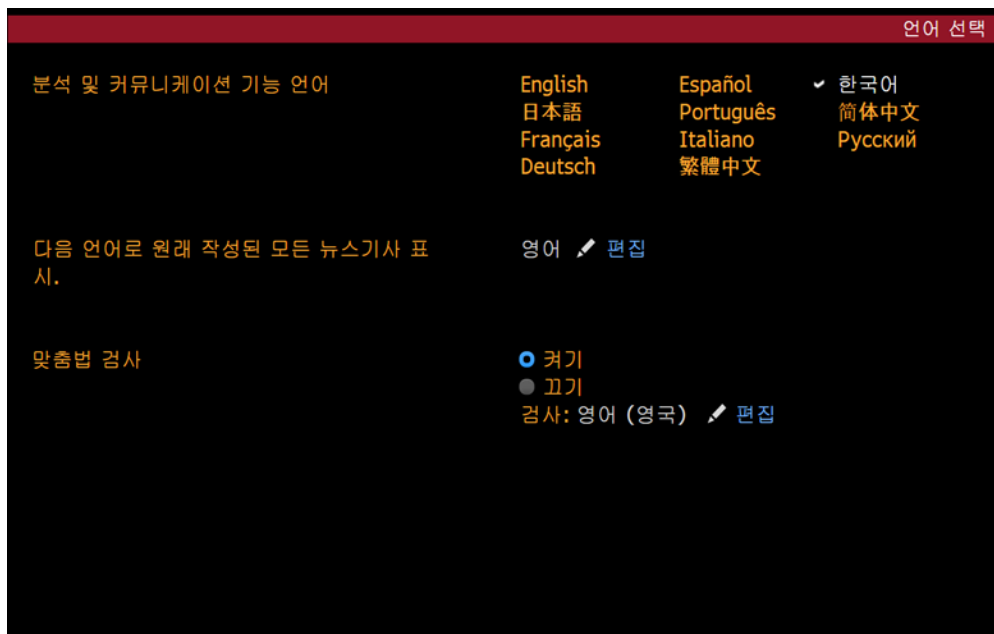 언어 선택
분석 및 커뮤니케이션 기능 언어
English Español 한국어
日本語 Português 简体中文
Français Italiano Русский
Deutsch 繁體中文
다음 언어로 원래 작성된 모든 뉴스기사 표
시.
영어 편집
맞춤법 검사
켜기
끄기
검사: 영어 (영국) 편집